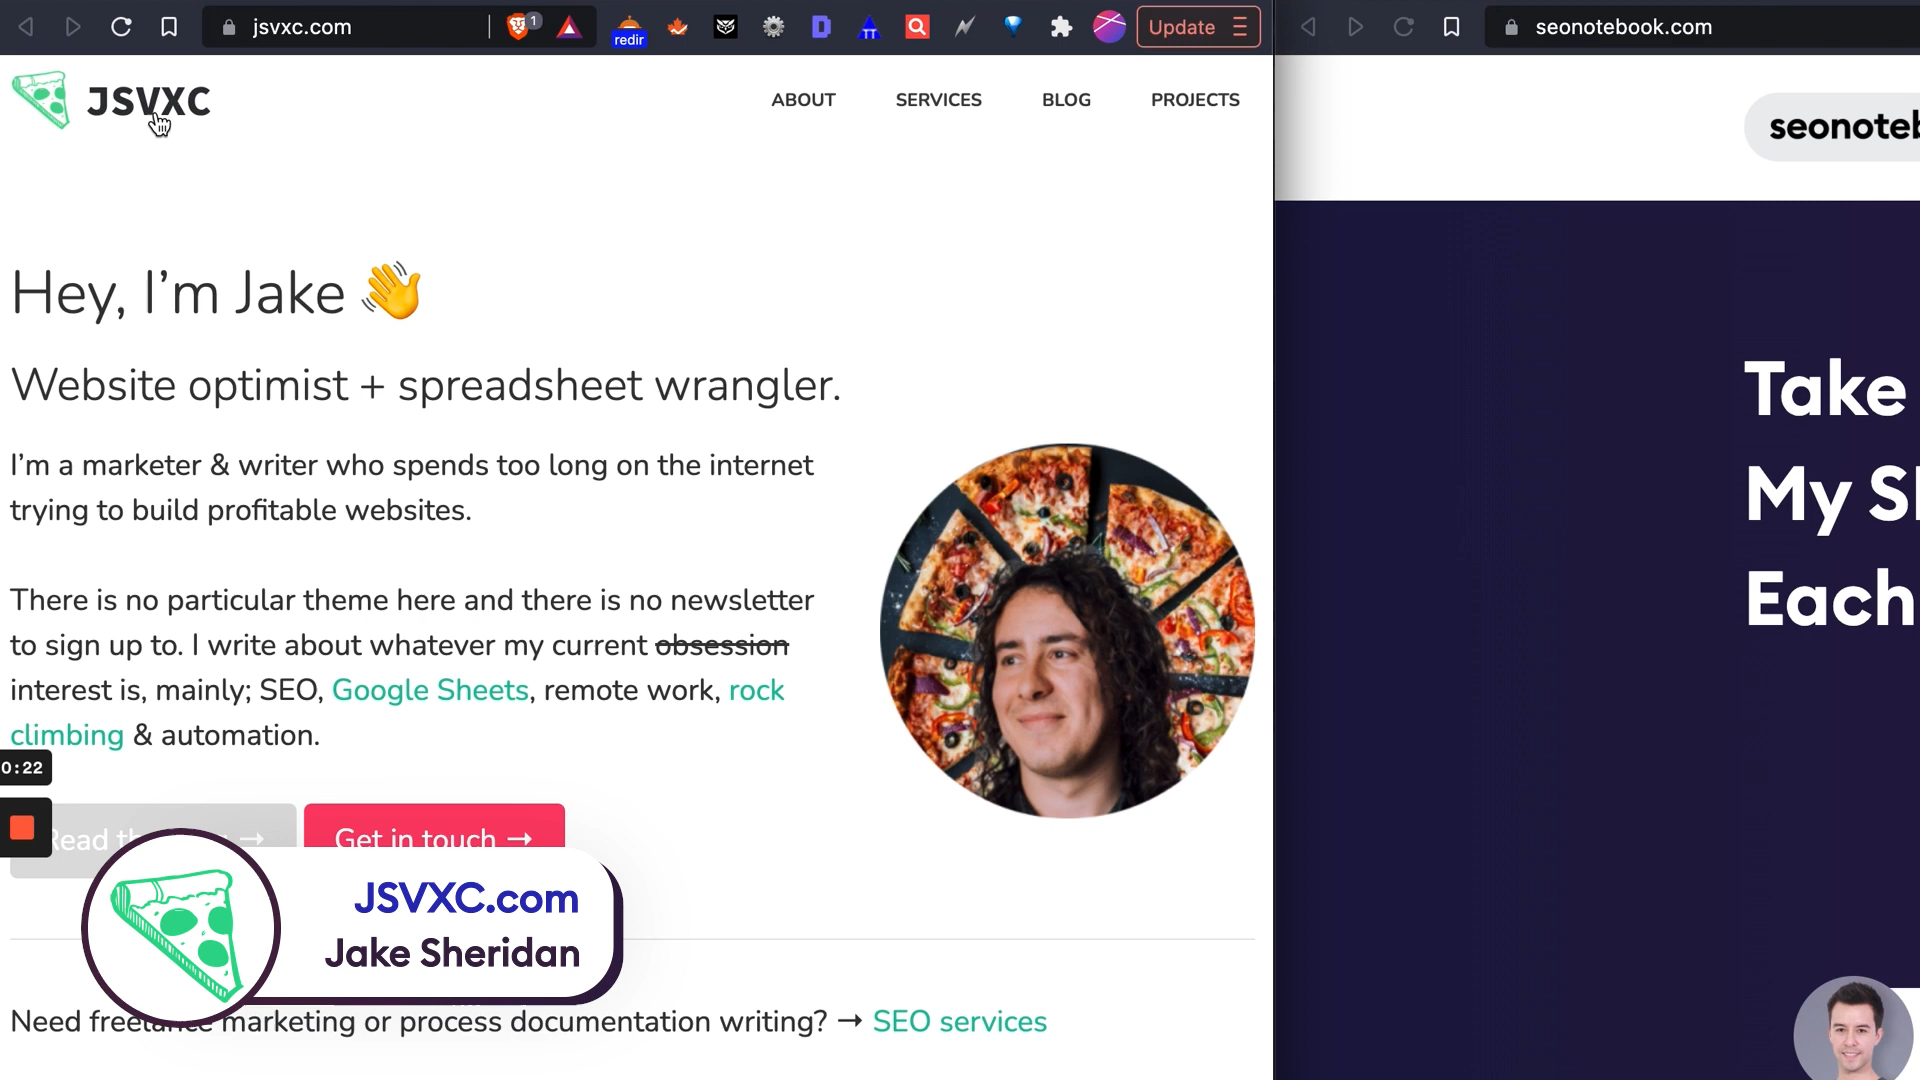 jsvxc.com
1
redir
Update
seonotebook.com
JSVXC
ABOUT
SERVICES
BLOG
PROJECTS
Hey, I’m Jake 👋
Website optimist + spreadsheet wrangler.
I’m a marketer & writer who spends too long on the internet
trying to build profitable websites.
There is no particular theme here and there is no newsletter
to sign up to. I write about whatever my current obsession
interest is, mainly; SEO, Google Sheets, remote work, rock
climbing & automation.
0:22
Read
Get in touch →
JSVXC.com
Jake Sheridan
Need freelance marketing or process documentation writing? → SEO services
Take
My
Each